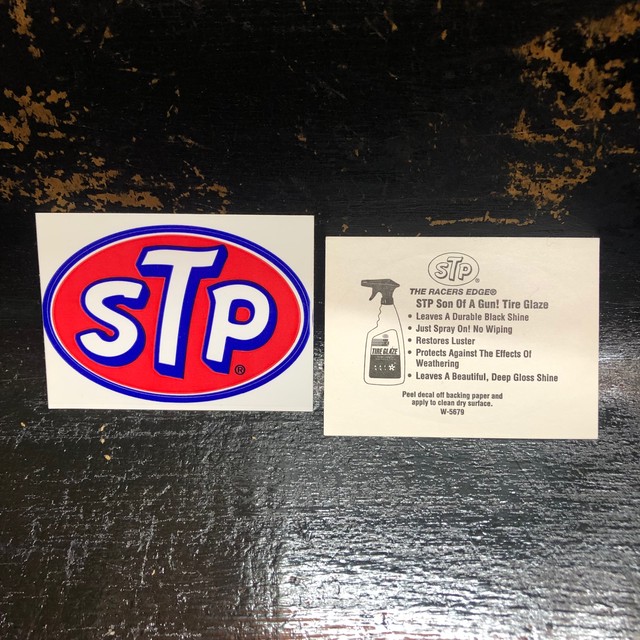 STP
®
STP
THE RACERS EDGE®
STP Son Of A Gun! Tire Glaze
• Leaves A Durable Black Shine
• Just Spray On! No Wiping
• Restores Luster
• Protects Against The Effects Of
Weathering
• Leaves A Beautiful, Deep Gloss Shine
TIRE GLAZE
Peel decal off backing paper and
apply to clean dry surface.
W-5679